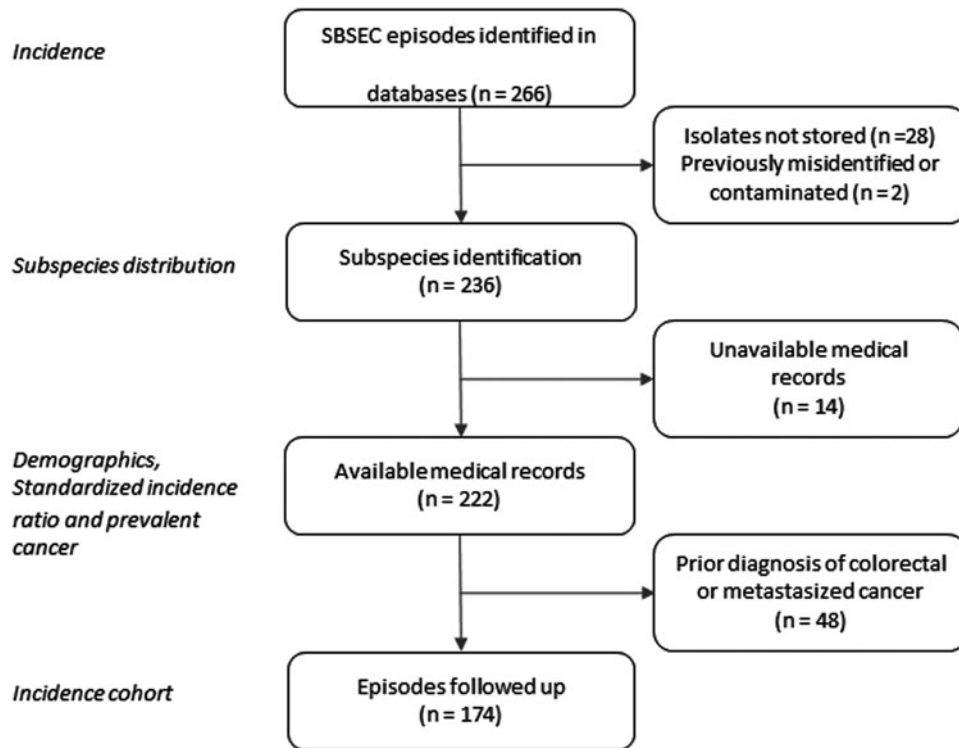 Incidence
SBSEC episodes identified in
databases (n = 266)
Isolates not stored (n =28)
Previously misidentified or
contaminated (n = 2)
Subspecies distribution
Subspecies identification
(n = 236)
Unavailable medical
records
(n = 14)
Demographics,
Standardized incidence
ratio and prevalent
cancer
Available medical records
(n = 222)
Prior diagnosis of colorectal
or metastasized cancer
(n = 48)
Incidence cohort
Episodes followed up
(n = 174)